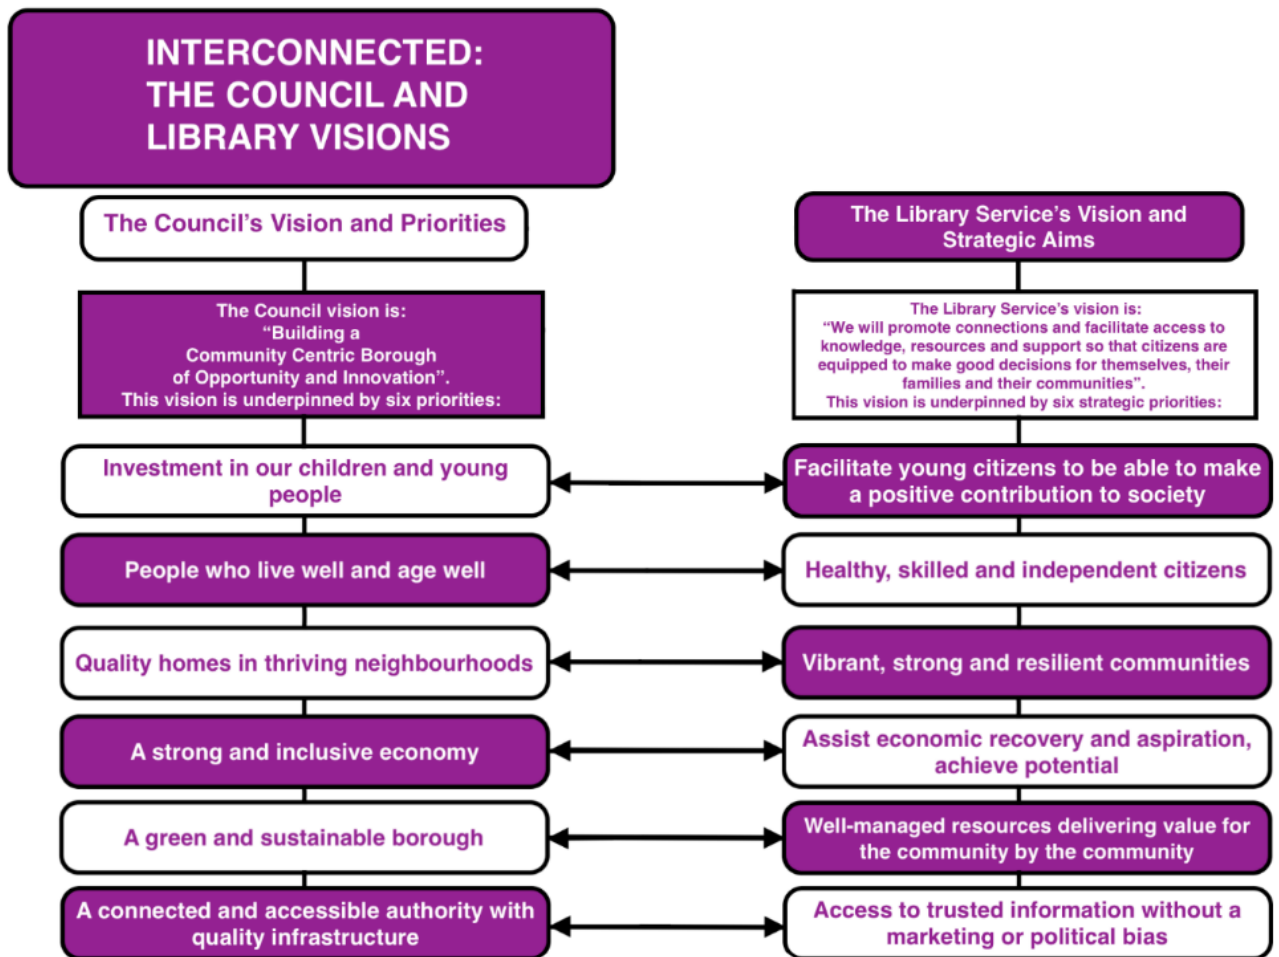 INTERCONNECTED:
THE COUNCIL AND
LIBRARY VISIONS
The Council's Vision and Priorities
The Council vision is:
“Building a
Community Centric Borough
of Opportunity and Innovation”.
This vision is underpinned by six priorities:
Investment in our children and young
people
People who live well and age well
Quality homes in thriving neighbourhoods
A strong and inclusive economy
A green and sustainable borough
A connected and accessible authority with
quality infrastructure
The Library Service's Vision and
Strategic Aims
The Library Service's vision is:
“We will promote connections and facilitate access to
knowledge, resources and support so that citizens are
equipped to make good decisions for themselves, their
families and their communities”.
This vision is underpinned by six strategic priorities:
Facilitate young citizens to be able to make
a positive contribution to society
Healthy, skilled and independent citizens
Vibrant, strong and resilient communities
Assist economic recovery and aspiration,
achieve potential
Well-managed resources delivering value for
the community by the community
Access to trusted information without a
marketing or political bias